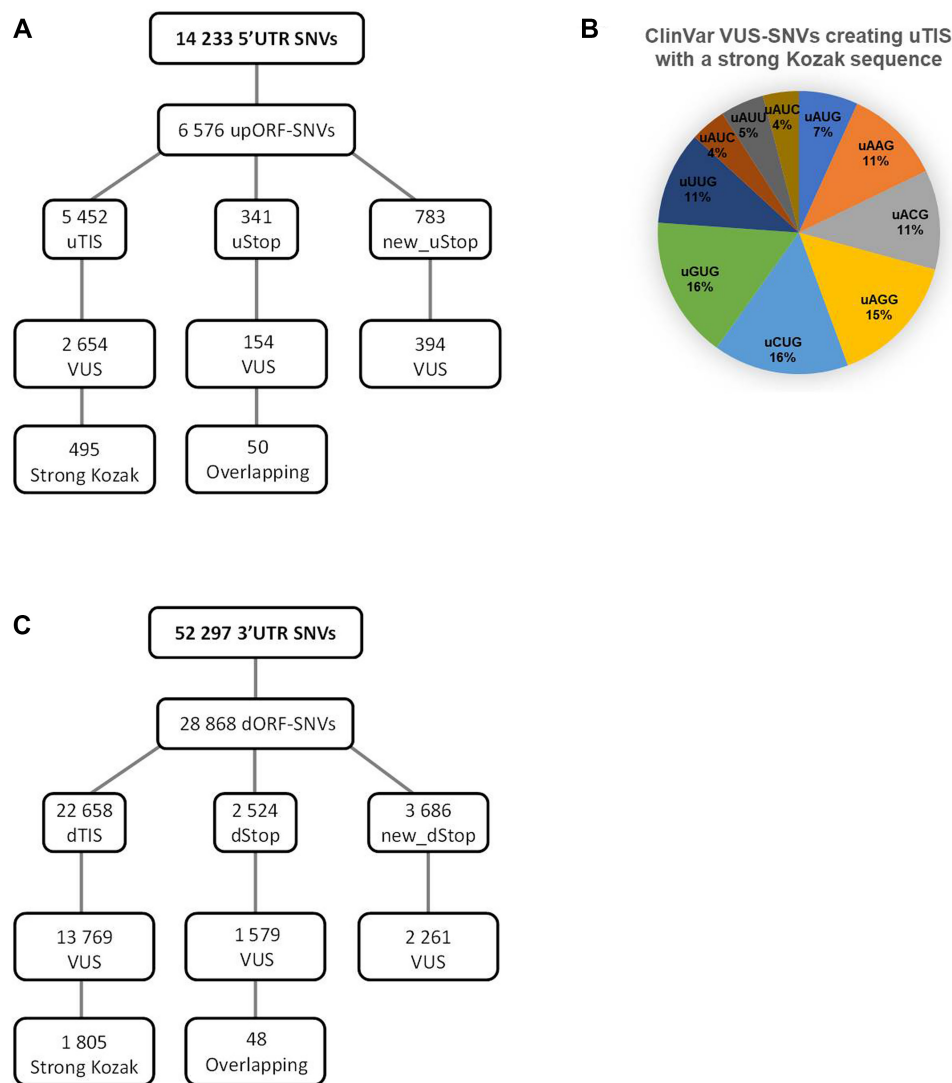 A
14 233 5’UTR SNVs
6 576 upORF-SNVs
5 452
uTIS
341
uStop
783
new_uStop
2 654
VUS
154
VUS
394
VUS
495
Strong Kozak
50
Overlapping
B
ClinVar VUS-SNVs creating uTIS
with a strong Kozak sequence
uAUG
7%
uAAG
11%
uACG
11%
uAGG
15%
uCUG
16%
uGUG
16%
uUUG
11%
uAUC
4%
uAUU
5%
uAUC
4%
C
52 297 3’UTR SNVs
28 868 dORF-SNVs
22 658
dTIS
2 524
dStop
3 686
new_dStop
13 769
VUS
1 579
VUS
2 261
VUS
1 805
Strong Kozak
48
Overlapping